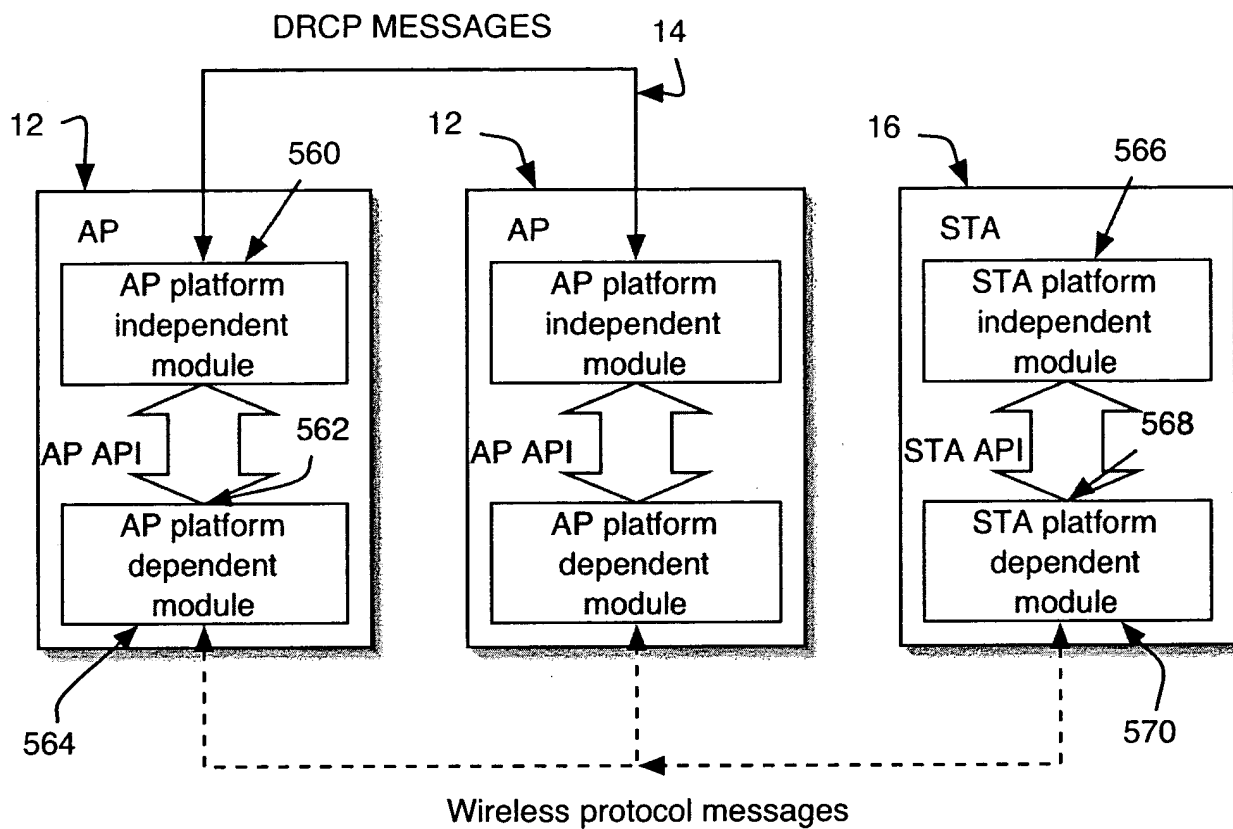 DRCP MESSAGES
14
12
12
16
560
566
AP
AP
STA
AP platform
independent
module
AP platform
independent
module
STA platform
independent
module
562
568
AP API
AP API
STA API
AP platform
dependent
module
AP platform
dependent
module
STA platform
dependent
module
564
570
Wireless protocol messages